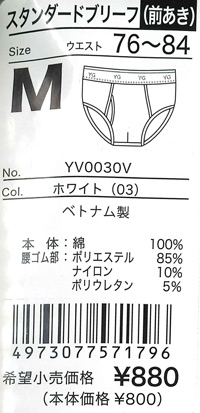 スタンダードブリーフ(前あき)
Size ウエスト 76〜84
M
YG YG YG
No. YV0030V
Col. ホワイト (03)
ベトナム製
本体:綿 100%
腰ゴム部:ポリエステル 85%
ナイロン 10%
ポリウレタン 5%
4973077571796
希望小売価格 ¥880
(本体価格 ¥800)